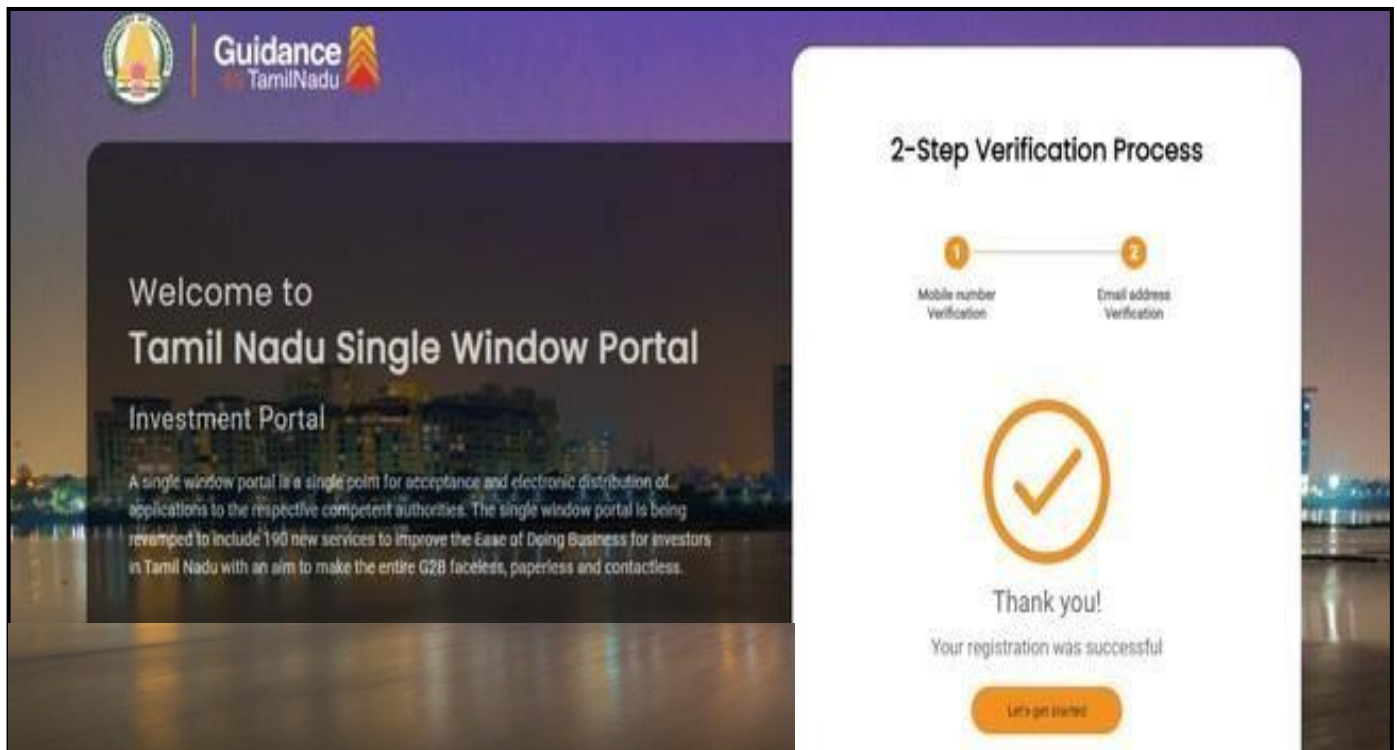 Guidance
TamilNadu
Welcome to
Tamil Nadu Single Window Portal
Investment Portal
A single window portal is a single point for acceptance and electronic distribution of
applications to the respective competent authorities. The single window portal is being
revamped to include 190 new services to improve the Ease of Doing Business for investors
in Tamil Nadu with an aim to make the entire G2B faceless, paperless and contactless.
2-Step Verification Process
1
2
Mobile number
Verification
Email address
Verification
Thank you!
Your registration was successful
Let's get started